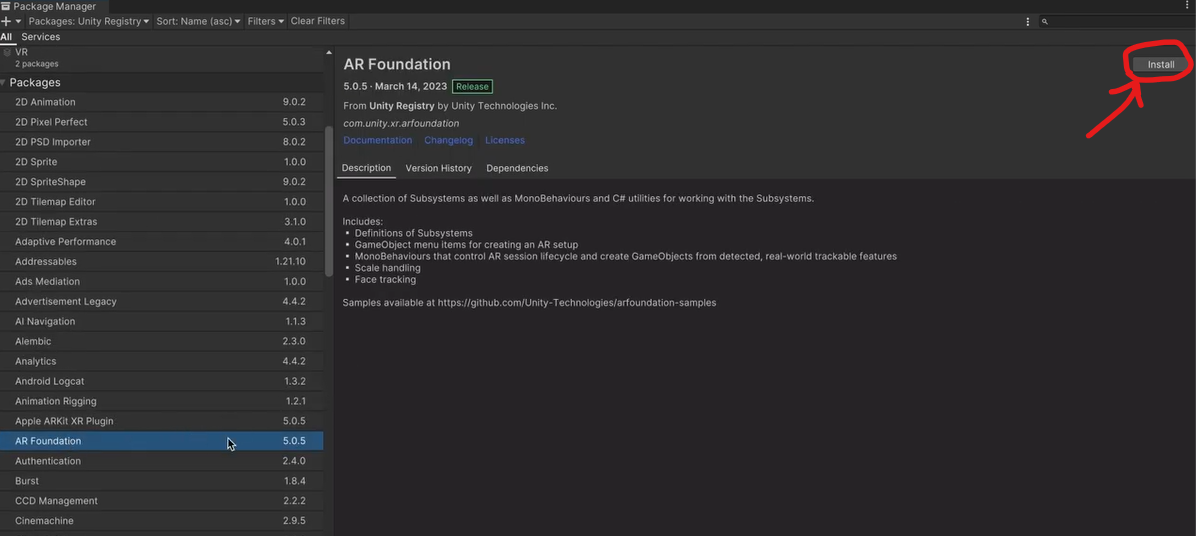 Package Manager
+ Packages: Unity Registry Sort: Name (asc) Filters Clear Filters
All Services
VR
2 packages
Packages
2D Animation 9.0.2
2D Pixel Perfect 5.0.3
2D PSD Importer 8.0.2
2D Sprite 1.0.0
2D SpriteShape 9.0.2
2D Tilemap Editor 1.0.0
2D Tilemap Extras 3.1.0
Adaptive Performance 4.0.1
Addressables 1.21.10
Ads Mediation 1.0.0
Advertisement Legacy 4.4.2
AI Navigation 1.1.3
Alembic 2.3.0
Analytics 4.4.2
Android Logcat 1.3.2
Animation Rigging 1.2.1
Apple ARKit XR Plugin 5.0.5
AR Foundation 5.0.5
Authentication 2.4.0
Burst 1.8.4
CCD Management 2.2.2
Cinemachine 2.9.5
AR Foundation
Install
5.0.5 · March 14, 2023 Release
From Unity Registry by Unity Technologies Inc.
com.unity.xr.arfoundation
Documentation Changelog Licenses
Description Version History Dependencies
A collection of Subsystems as well as MonoBehaviours and C# utilities for working with the Subsystems.
Includes:
• Definitions of Subsystems
• GameObject menu items for creating an AR setup
• MonoBehaviours that control AR session lifecycle and create GameObjects from detected, real-world trackable features
• Scale handling
• Face tracking
Samples available at https://github.com/Unity-Technologies/arfoundation-samples